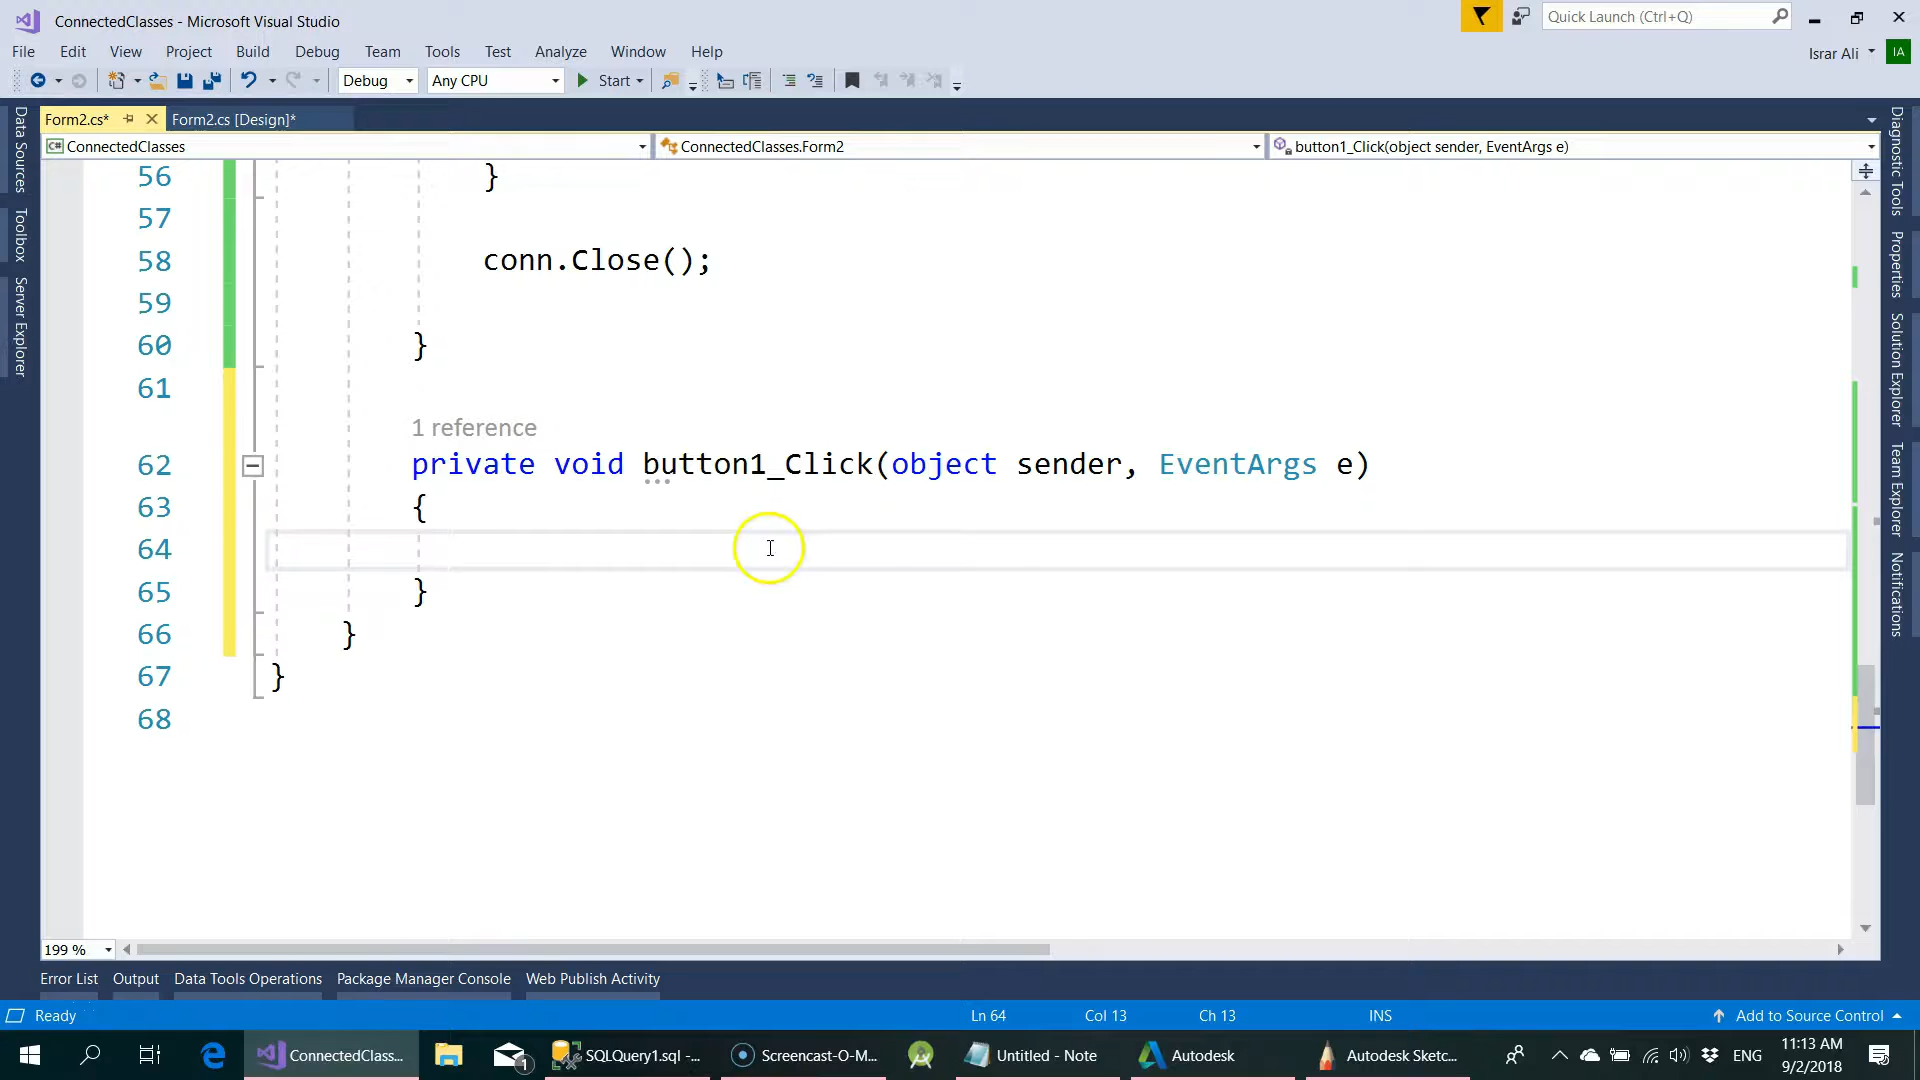 ConnectedClasses - Microsoft Visual Studio
Quick Launch (Ctrl+Q)
File Edit View Project Build Debug Team Tools Test Analyze Window Help
Israr Ali IA
Debug Any CPU Start
Form2.cs* Form2.cs [Design]*
C# ConnectedClasses ConnectedClasses.Form2 button1_Click(object sender, EventArgs e)
Data Sources
Toolbox
Server Explorer
56 }
57
58 conn.Close();
59
60 }
61
1 reference
62 private void button1_Click(object sender, EventArgs e)
63 {
64
65 }
66 }
67 }
68
Diagnostic Tools
Properties
Solution Explorer
Team Explorer
Notifications
199 %
Error List Output Data Tools Operations Package Manager Console Web Publish Activity
Ready Ln 64 Col 13 Ch 13 INS Add to Source Control
ConnectedClass... 1 SQLQuery1.sql -... Screencast-O-M... Untitled - Note Autodesk Autodesk Sketc... ENG 11:13 AM
9/2/2018